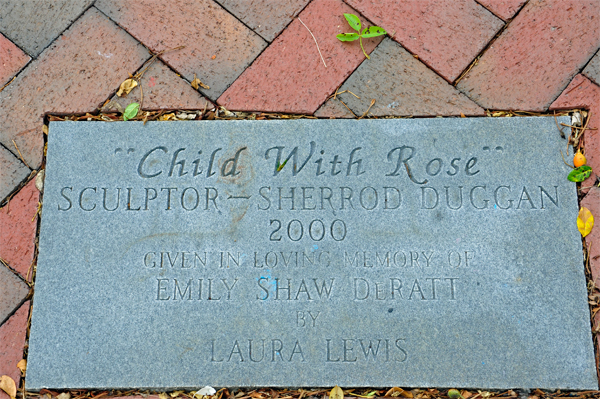 "Child With Rose"
SCULPTOR—SHERROD DUGGAN
2000
GIVEN IN LOVING MEMORY OF
EMILY SHAW DERATT
BY
LAURA LEWIS